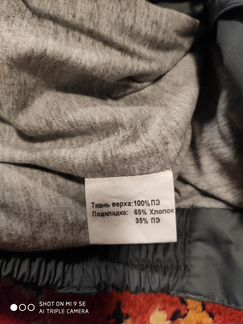 Ткань верха:100%ПЭ
Подкладка: 65% Хлопок
35% ПЭ
SHOT ON MI 9 SE
AI TRIPLE CAMERA